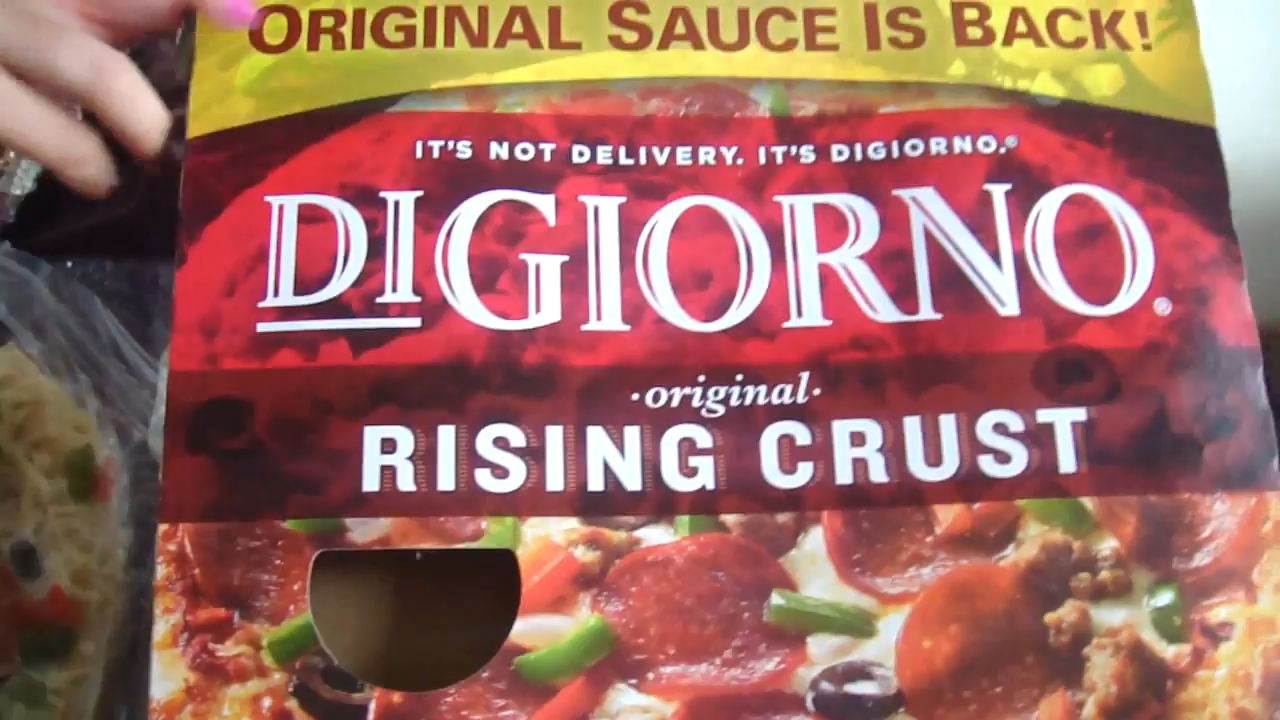 ORIGINAL SAUCE IS BACK!
IT'S NOT DELIVERY. IT'S DIGIORNO.®
DIGIORNO®
·original·
RISING CRUST